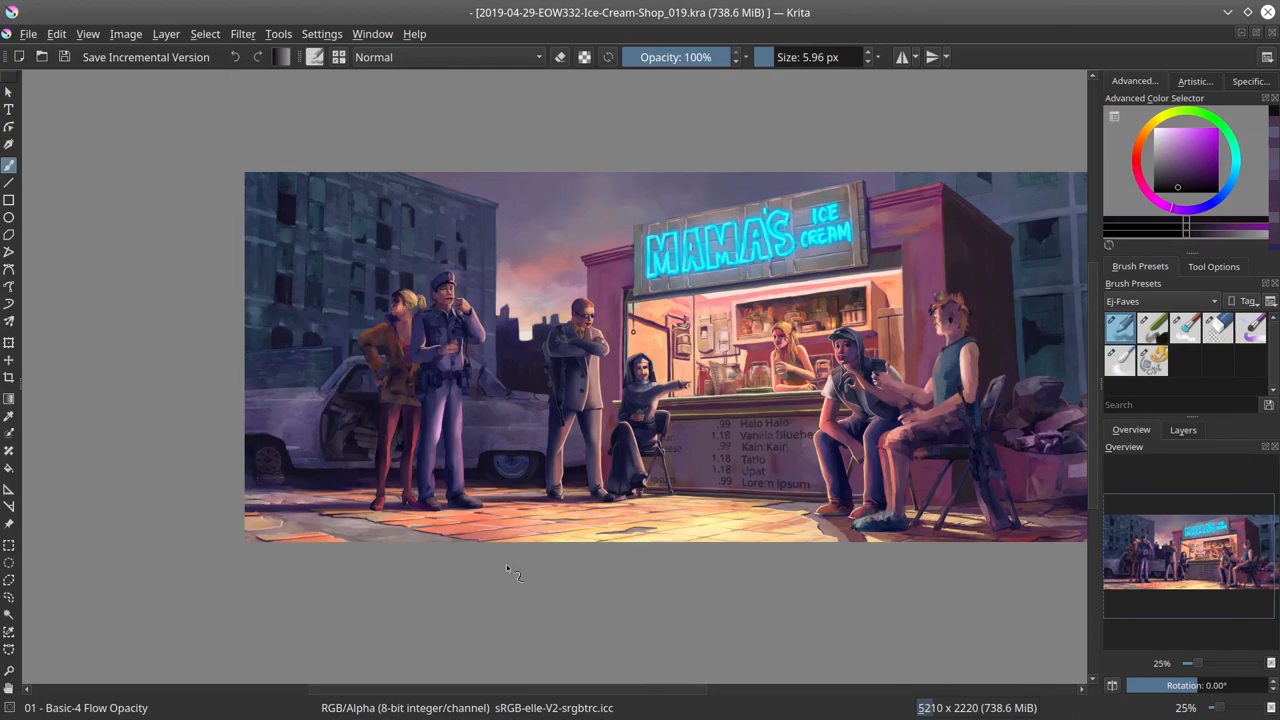 - [2019-04-29-EOW332-Ice-Cream-Shop_019.kra (738.6 MiB) ] — Krita
File Edit View Image Layer Select Filter Tools Settings Window Help
Save Incremental Version Normal Opacity: 100% Size: 5.96 px
Advanced... Artistic... Specific...
Advanced Color Selector
MAMA'S ICE CREAM
Brush Presets Tool Options
Brush Presets
Ej-Faves Tag
Search
Overview Layers
Overview
.99 Halo Halo
1.18 Vanilla Bluebe
.99 Kain Kain
1.18 Tatlo
1.18 Upat
.99 Lorem Ipsum
25%
Rotation: 0.00°
01 - Basic-4 Flow Opacity RGB/Alpha (8-bit integer/channel) sRGB-elle-V2-srgbtrc.icc 5210 x 2220 (738.6 MiB) 25%